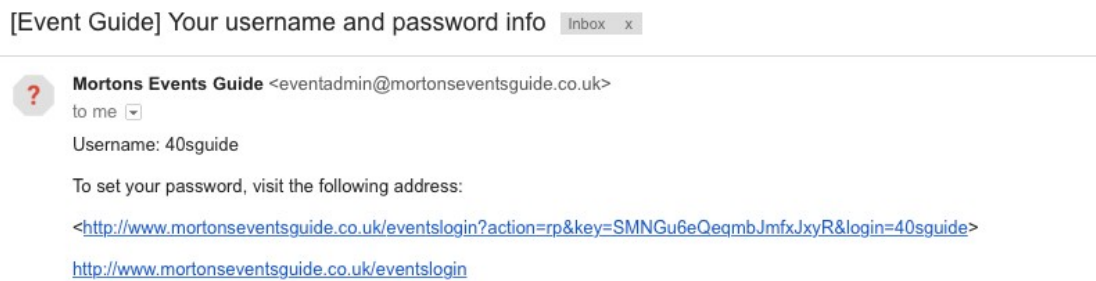 [Event Guide] Your username and password info Inbox x
?
Mortons Events Guide <eventadmin@mortonseventsguide.co.uk>
to me
Username: 40sguide
To set your password, visit the following address:
<http://www.mortonseventsguide.co.uk/eventslogin?action=rp&key=SMNGu6eQeqmbJmfxJxyR&login=40sguide>
http://www.mortonseventsguide.co.uk/eventslogin